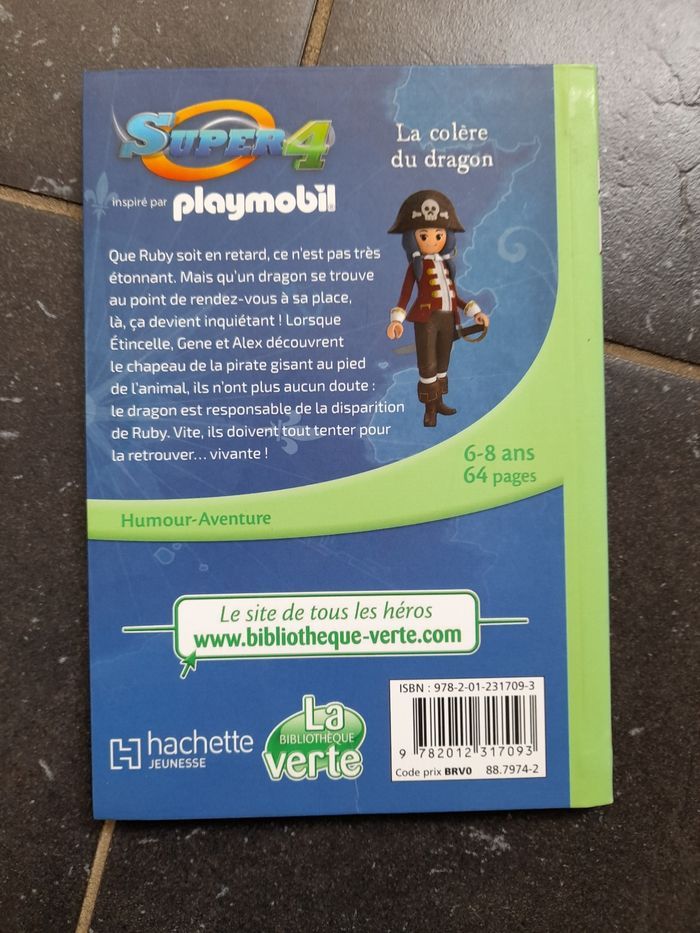 SUPER4
inspiré par playmobil
La colère
du dragon
Que Ruby soit en retard, ce n'est pas très
étonnant. Mais qu'un dragon se trouve
au point de rendez-vous à sa place,
là, ça devient inquiétant ! Lorsque
Étincelle, Gene et Alex découvrent
le chapeau de la pirate gisant au pied
de l'animal, ils n'ont plus aucun doute :
le dragon est responsable de la disparition
de Ruby. Vite, ils doivent tout tenter pour
la retrouver… vivante !
6-8 ans
64 pages
Humour-Aventure
Le site de tous les héros
www.bibliotheque-verte.com
hachette
JEUNESSE
La
BIBLIOTHÈQUE
verte
ISBN : 978-2-01-231709-3
9 782012 317093
Code prix BRV0 88.7974-2